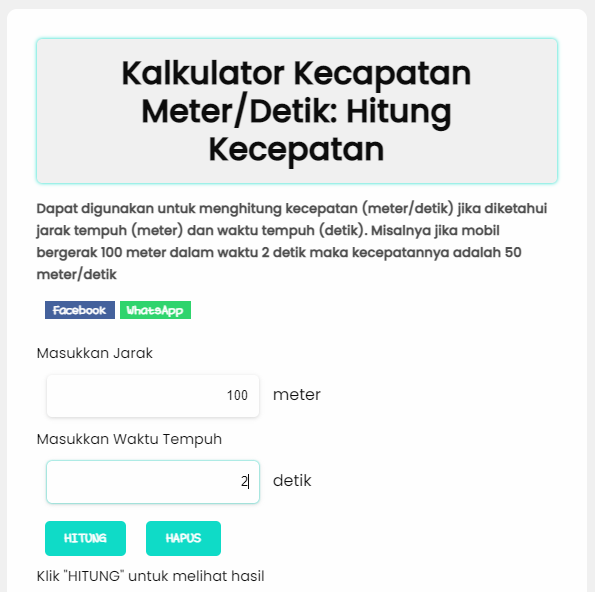 Kalkulator Kecapatan
Meter/Detik: Hitung
Kecepatan
Dapat digunakan untuk menghitung kecepatan (meter/detik) jika diketahui
jarak tempuh (meter) dan waktu tempuh (detik). Misalnya jika mobil
bergerak 100 meter dalam waktu 2 detik maka kecepatannya adalah 50
meter/detik
Facebook WhatsApp
Masukkan Jarak
100 meter
Masukkan Waktu Tempuh
2 detik
HITUNG HAPUS
Klik "HITUNG" untuk melihat hasil